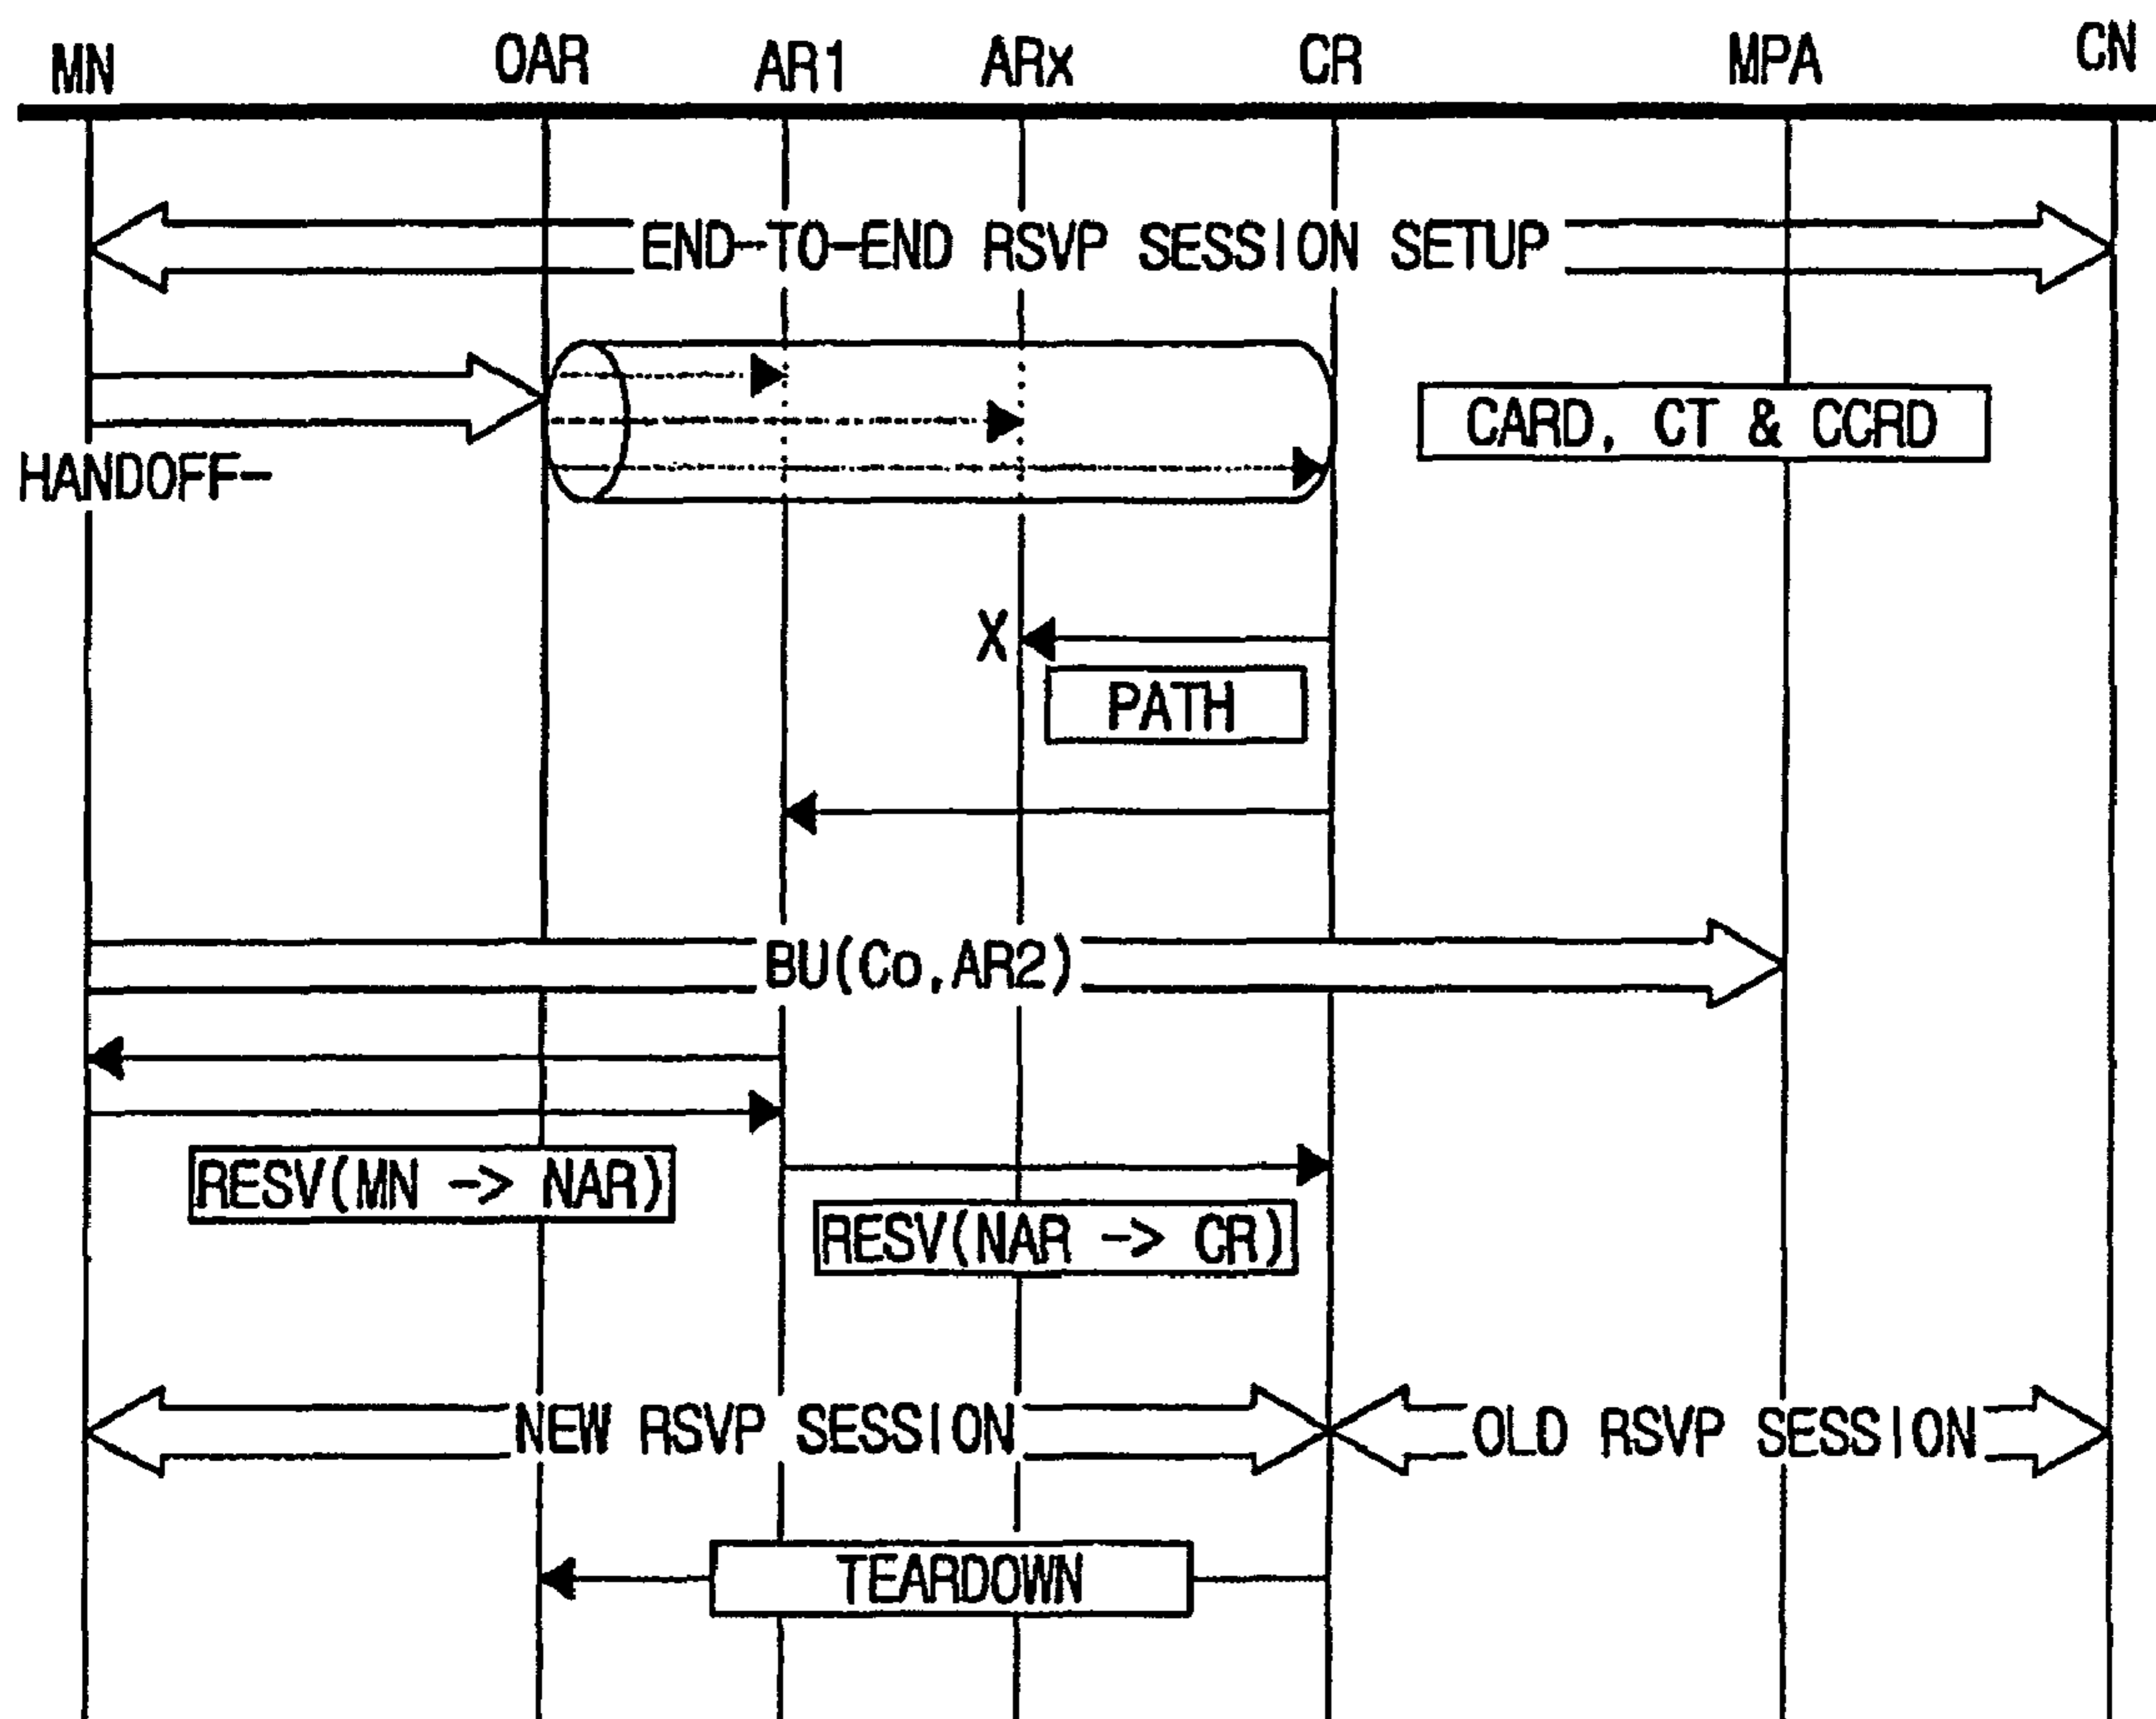 MN OAR AR1 ARx CR MPA CN
END-TO-END RSVP SESSION SETUP
CARD, CT & CCRD
HANDOFF-
X
PATH
BU(Co,AR2)
RESV(MN -> NAR)
RESV(NAR -> CR)
NEW RSVP SESSION OLD RSVP SESSION
TEARDOWN